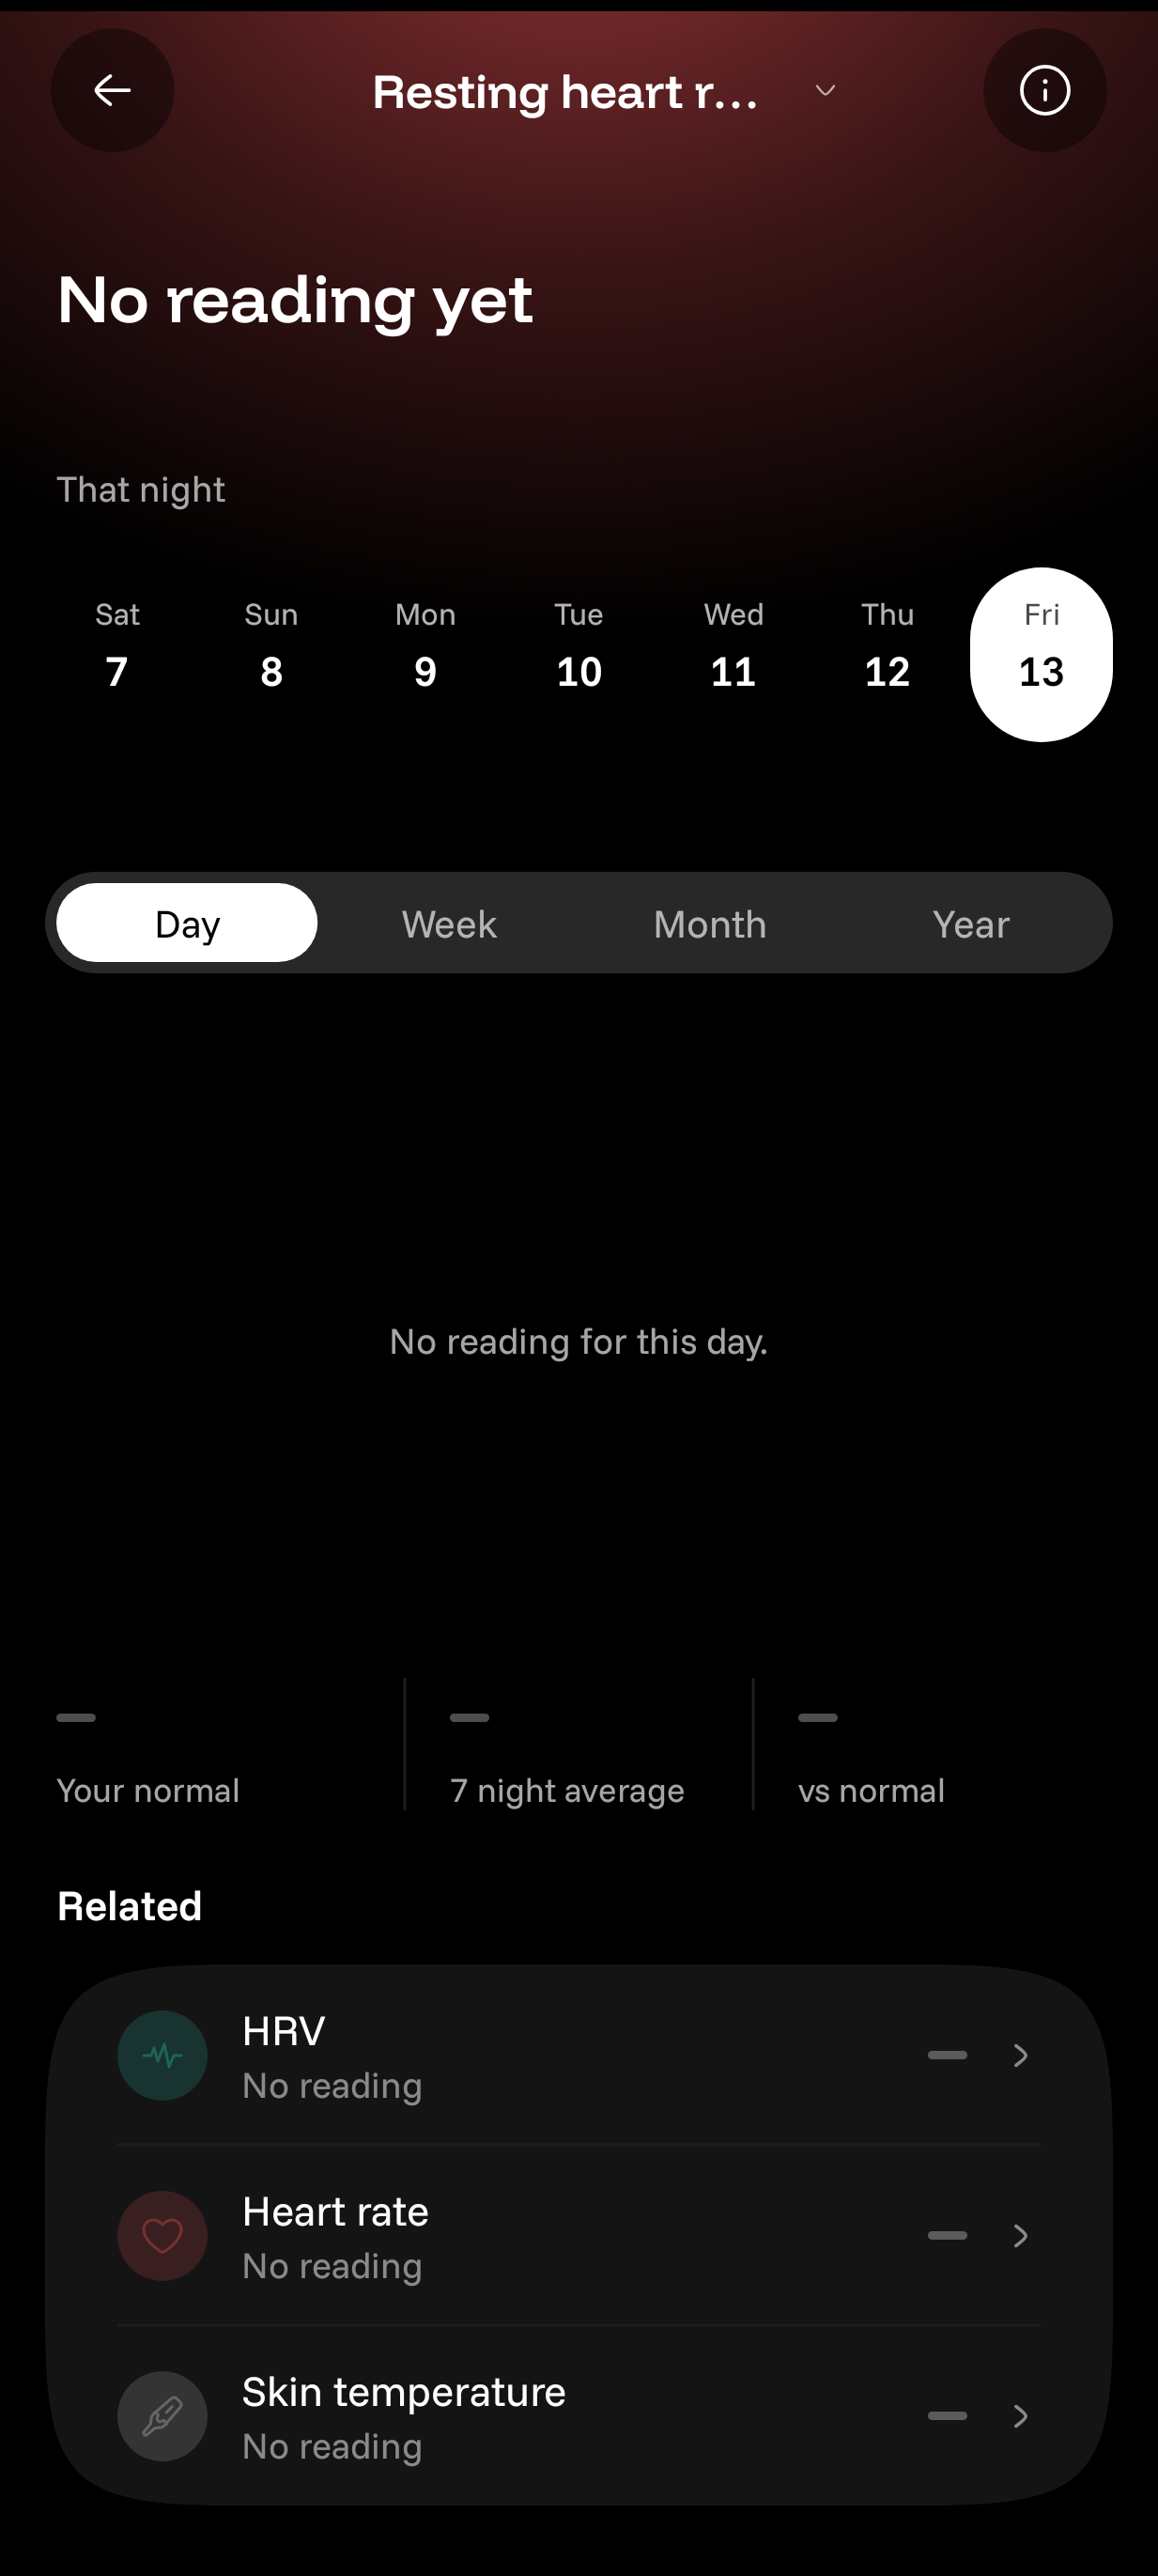 Resting heart r...
No reading yet
That night
Sat Sun Mon Tue Wed Thu Fri
7 8 9 10 11 12 13
Day Week Month Year
No reading for this day.
Your normal 7 night average vs normal
Related
HRV
No reading
Heart rate
No reading
Skin temperature
No reading